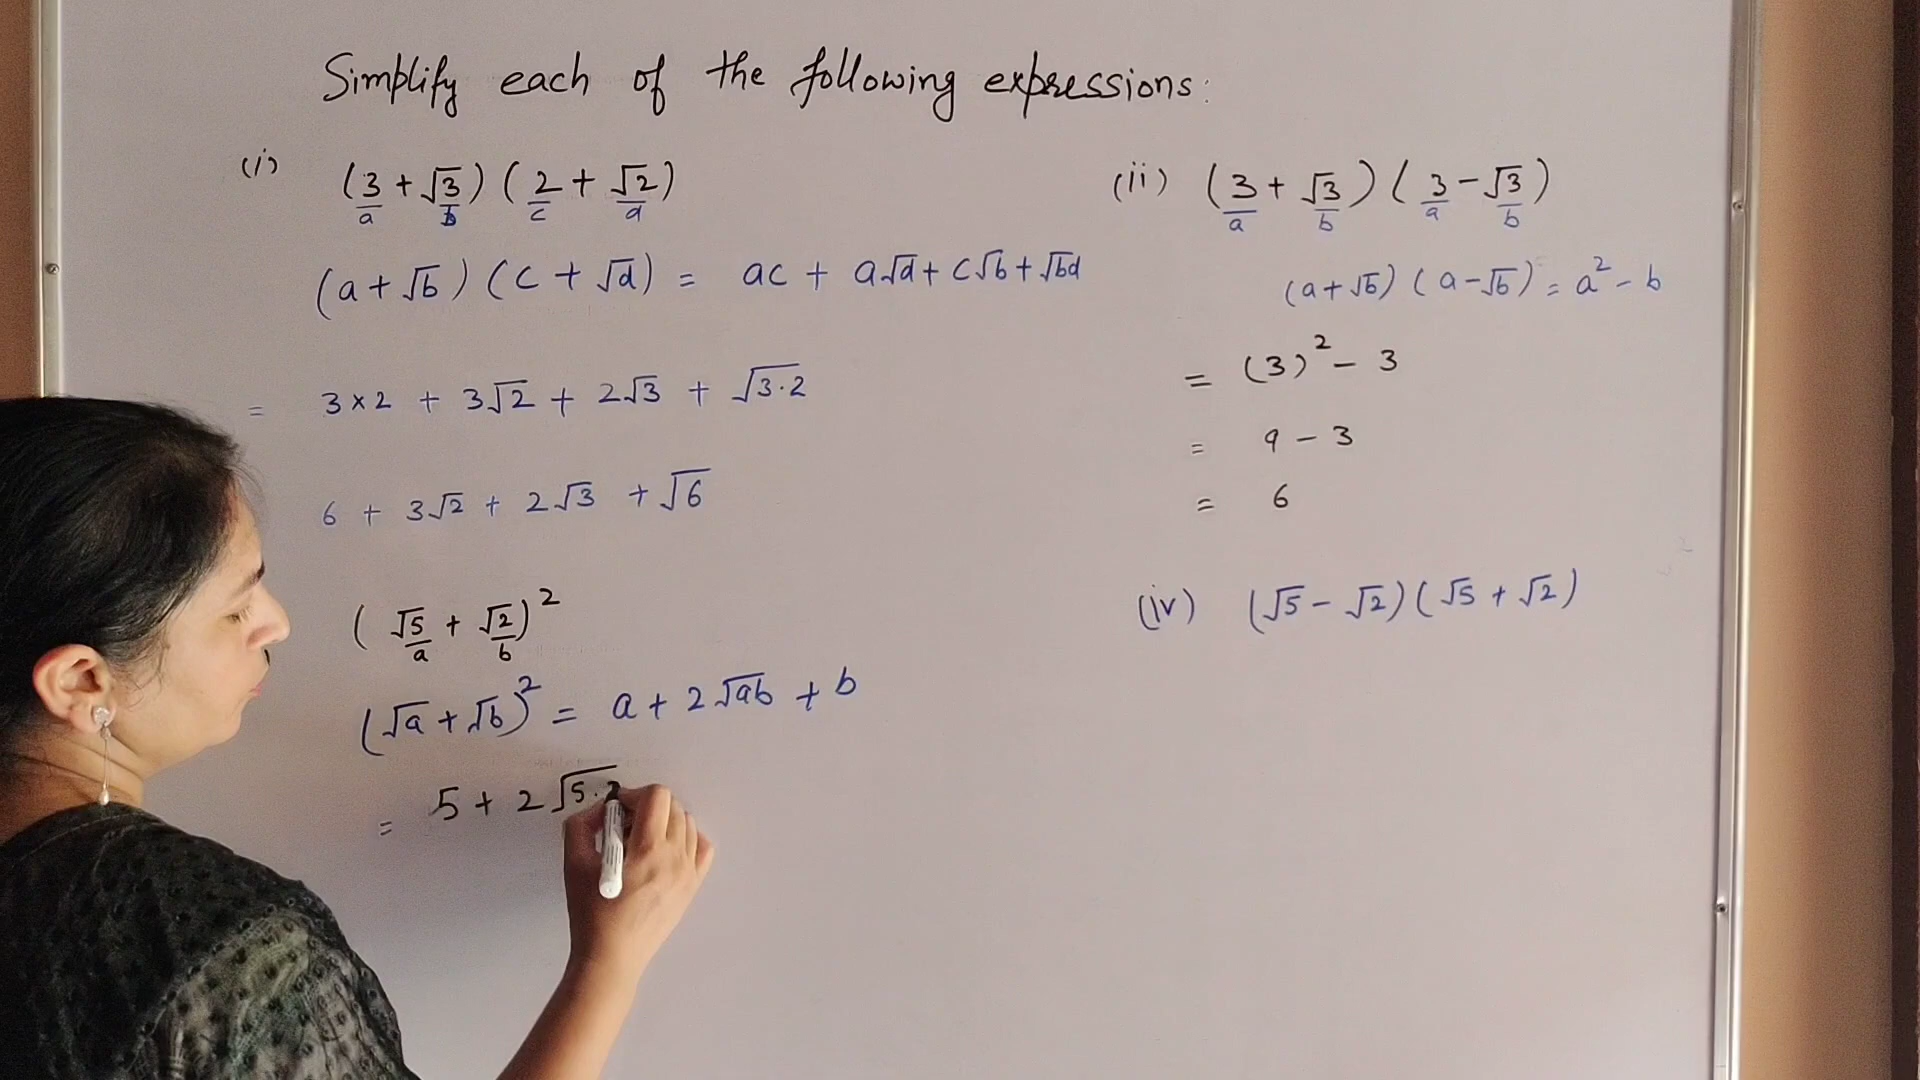 Simplify each of the following expressions:
(i) (3 + √3) (2 + √2)
a b c d
(a + √b) (c + √d) = ac + a√d + c√b + √bd
= 3 × 2 + 3√2 + 2√3 + √3·2
6 + 3√2 + 2√3 + √6
(√5 + √2)²
a b
(√a + √b)² = a + 2√ab + b
= 5 + 2√5·2
(ii) (3 + √3) (3 - √3)
a b a b
(a + √b) (a - √b) = a² - b
= (3)² - 3
= 9 - 3
= 6
(iv) (√5 - √2) (√5 + √2)